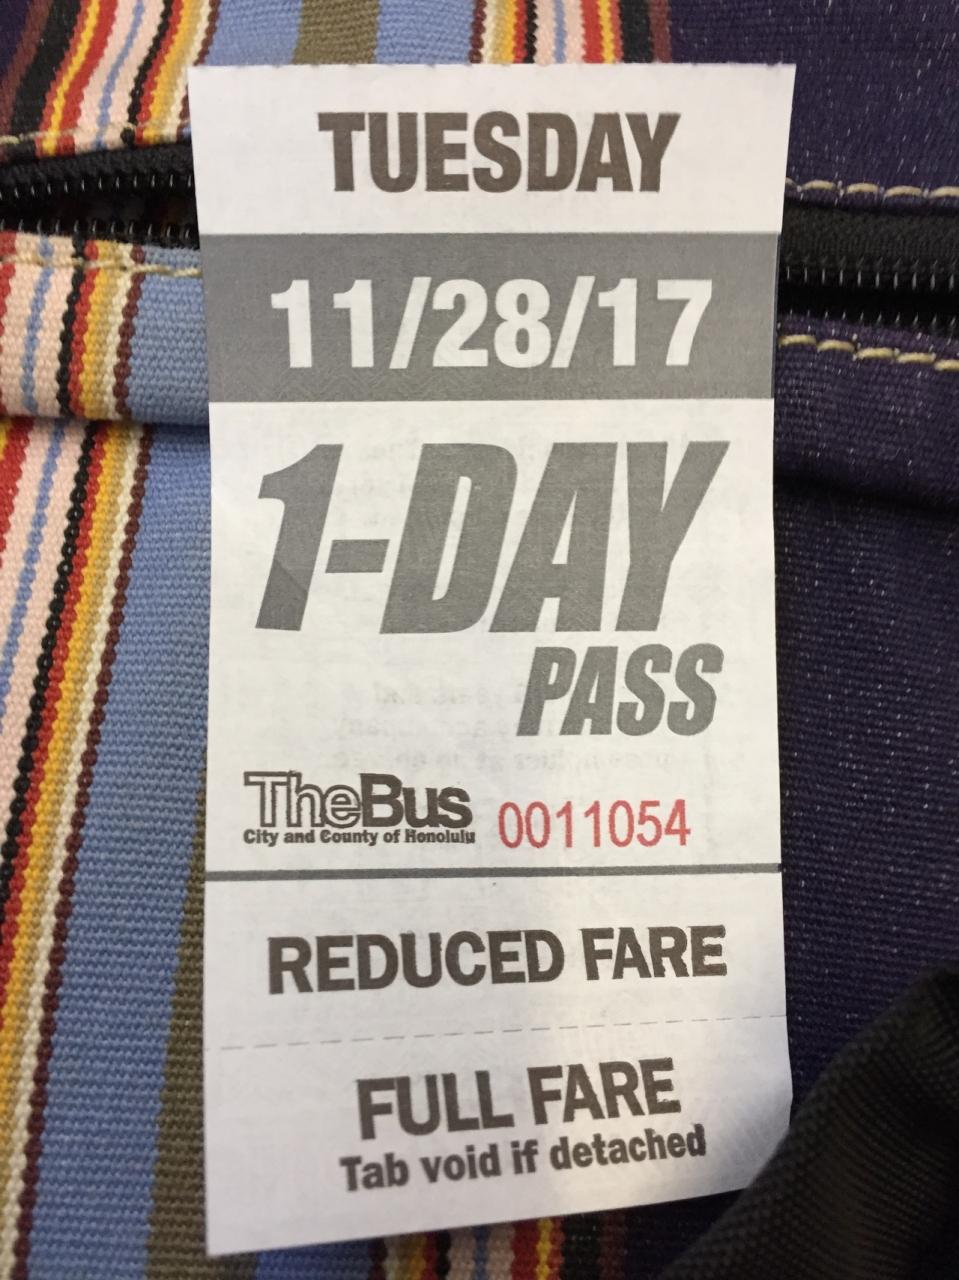 TUESDAY
11/28/17
1-DAY
PASS
TheBus
City and County of Honolulu
0011054
REDUCED FARE
FULL FARE
Tab void if detached